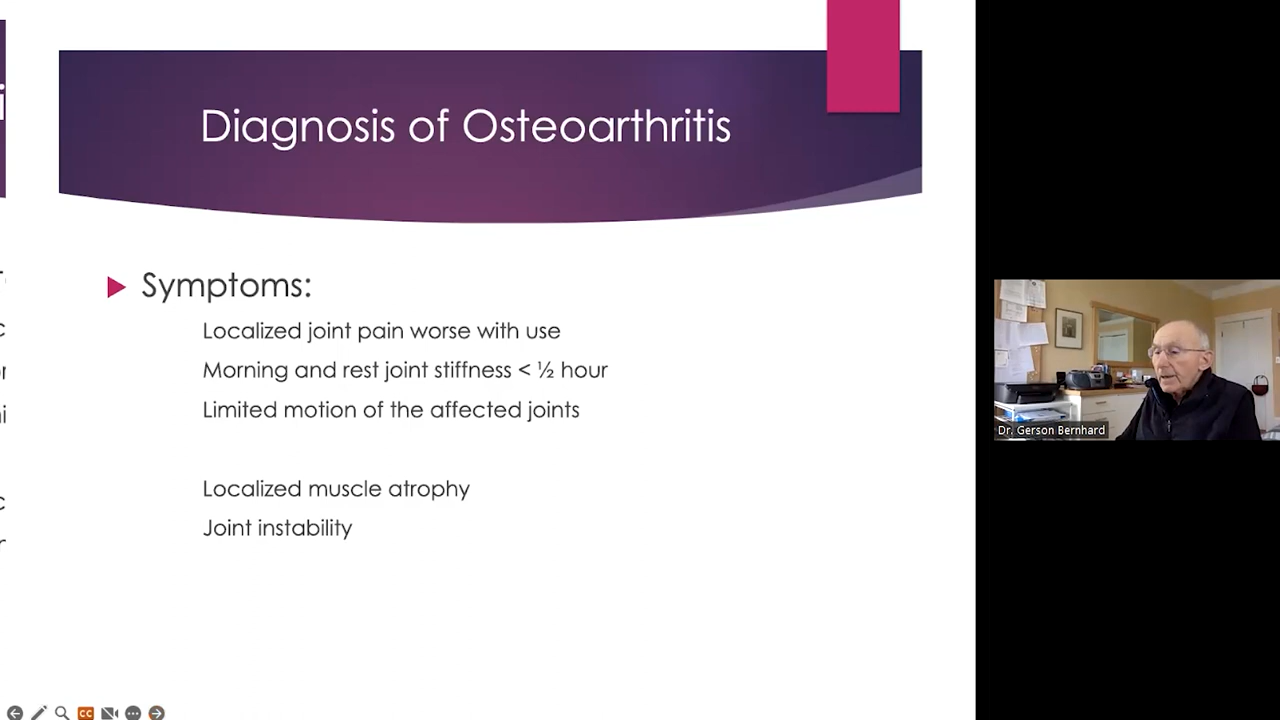 Diagnosis of Osteoarthritis
Symptoms:
Localized joint pain worse with use
Morning and rest joint stiffness < ½ hour
Limited motion of the affected joints
Localized muscle atrophy
Joint instability
Dr. Gerson Bernhard
CC